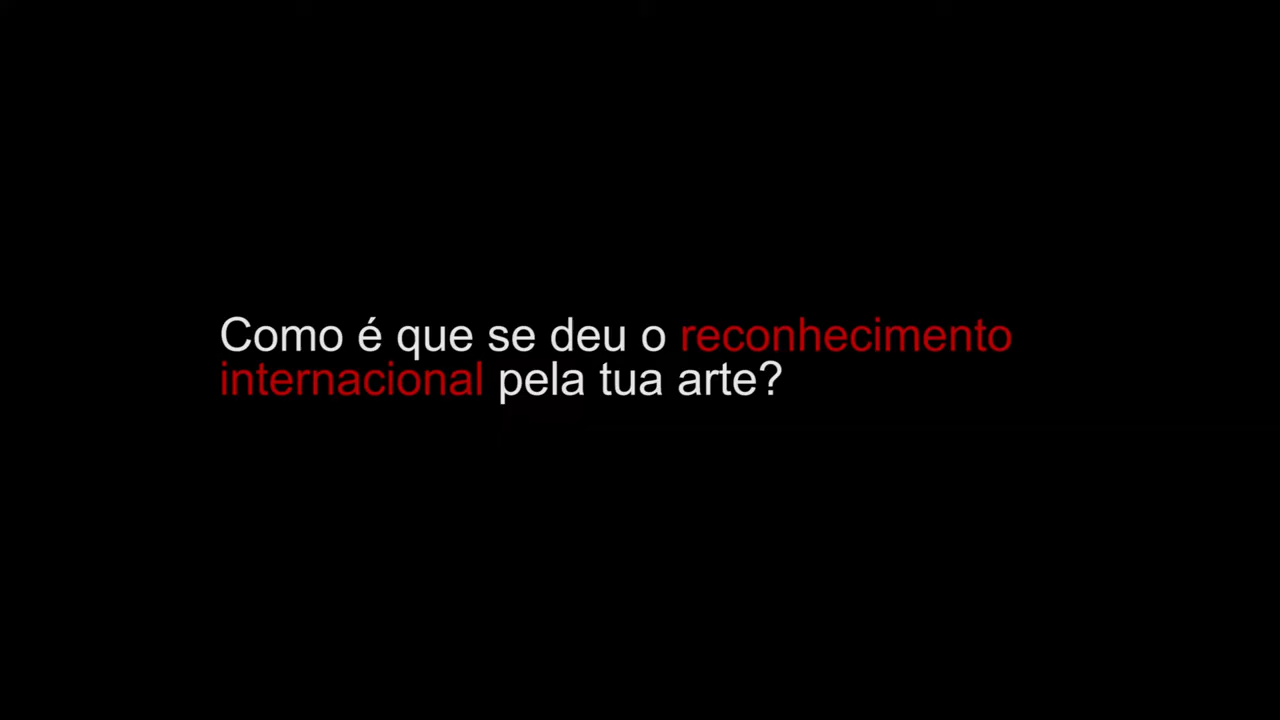 Como é que se deu o reconhecimento
internacional pela tua arte?